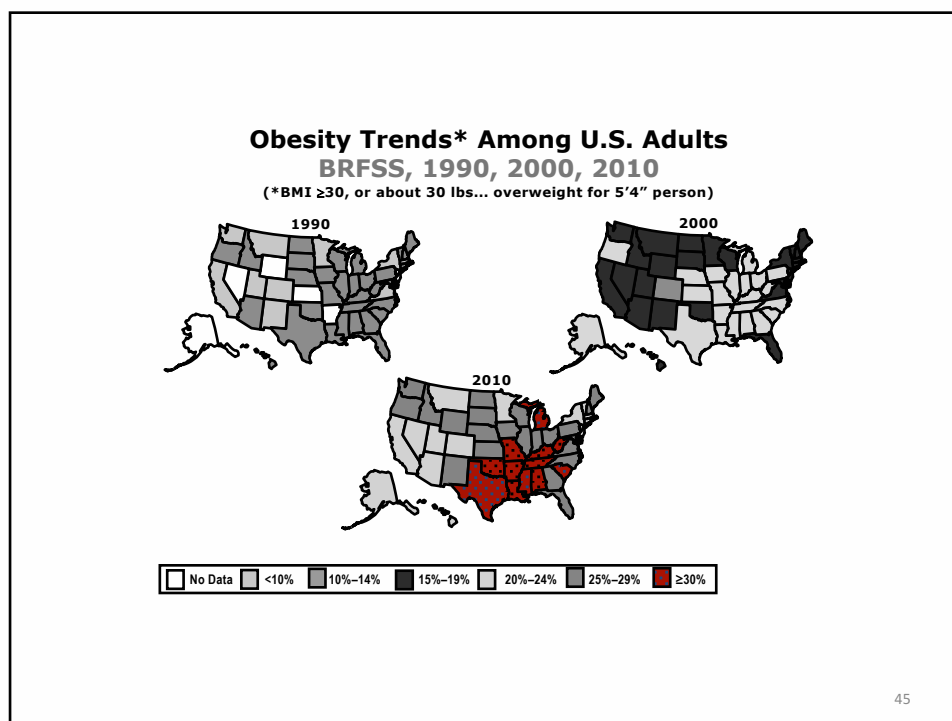 Obesity Trends* Among U.S. Adults
BRFSS, 1990, 2000, 2010
(*BMI ≥30, or about 30 lbs... overweight for 5’4” person)
1990
2000
2010
No Data <10% 10%–14% 15%–19% 20%–24% 25%–29% ≥30%
45